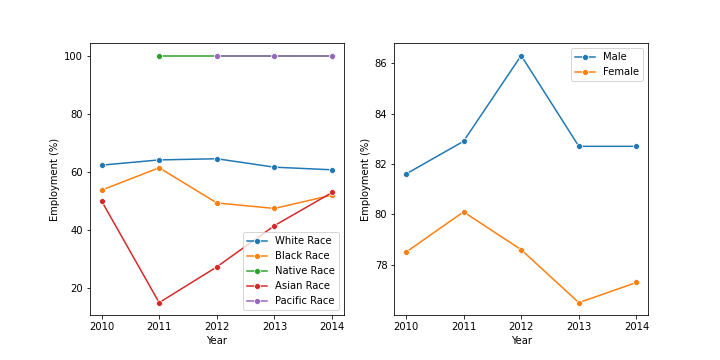 100
80
60
40
20
Employment (%)
2010 2011 2012 2013 2014
Year
White Race
Black Race
Native Race
Asian Race
Pacific Race
86
84
82
80
78
Employment (%)
2010 2011 2012 2013 2014
Year
Male
Female